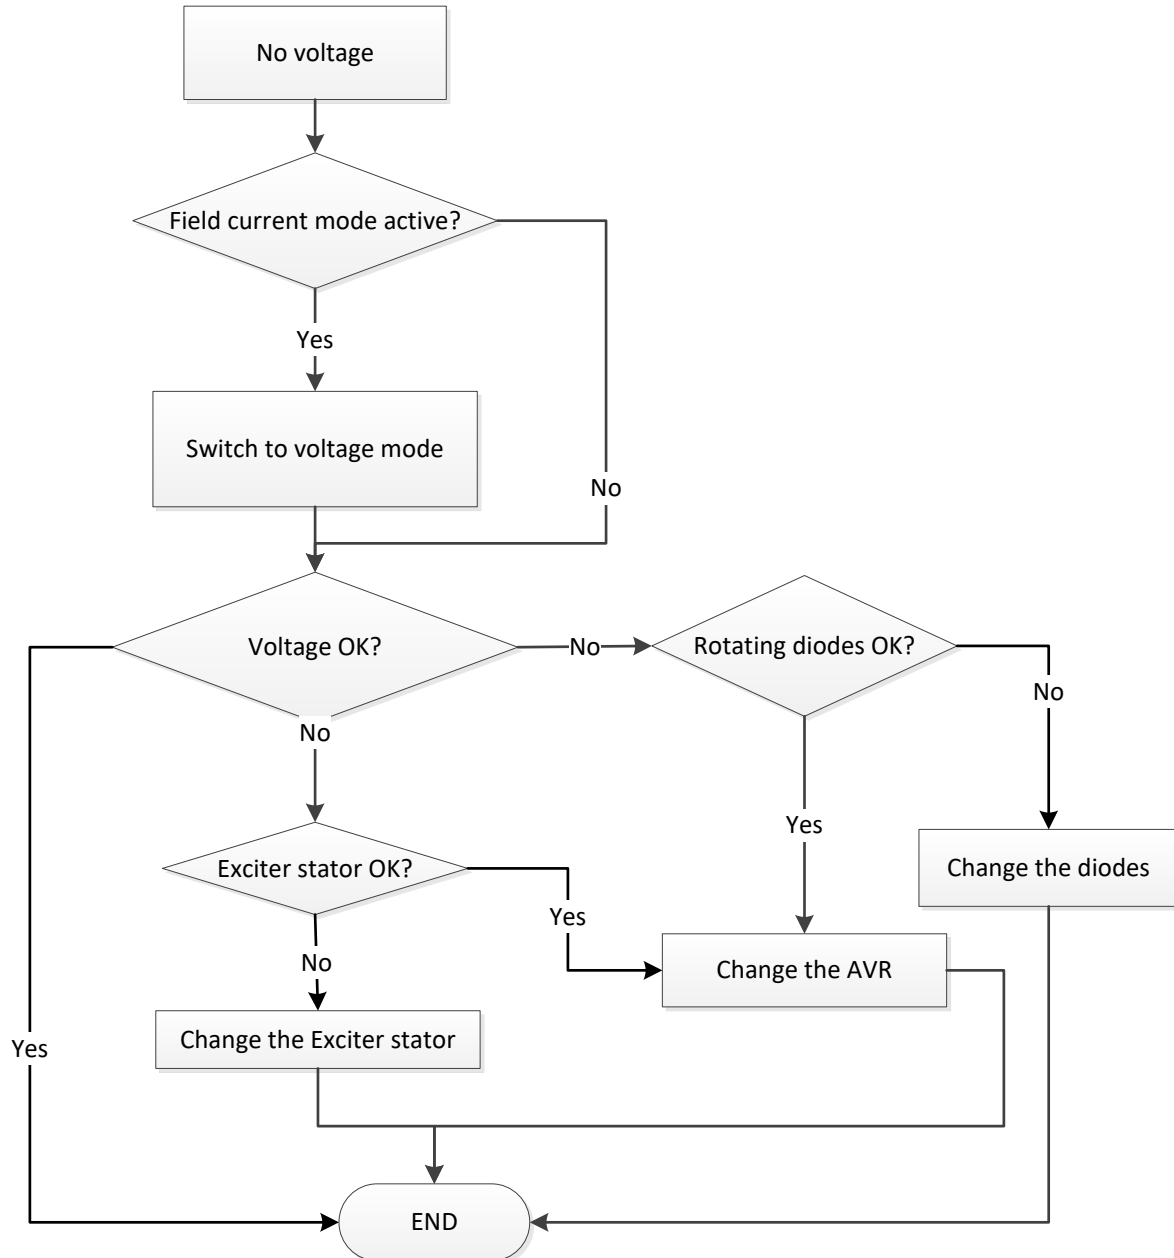 No voltage
Field current mode active?
Yes
Switch to voltage mode
No
Voltage OK?
No
Rotating diodes OK?
No
No
Yes
Change the diodes
Exciter stator OK?
Yes
No
Change the AVR
Change the Exciter stator
Yes
END